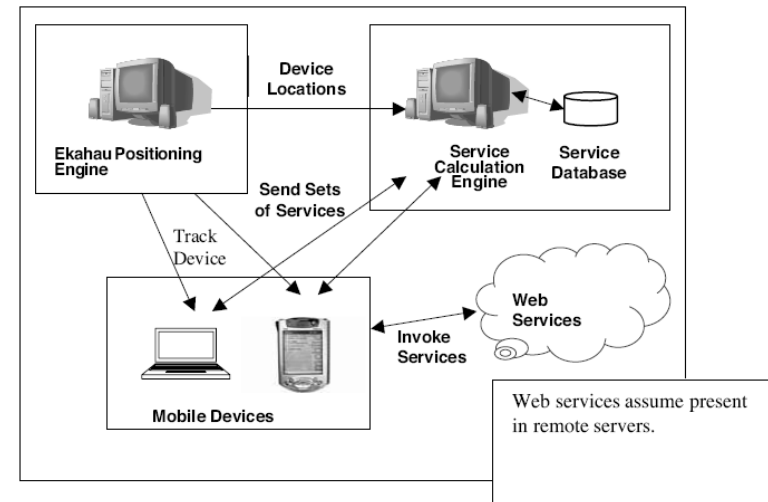 Device
Locations
Ekahau Positioning
Engine
Service
Calculation
Engine
Service
Database
Send Sets
of Services
Track
Device
Web
Services
Invoke
Services
Mobile Devices
Web services assume present
in remote servers.